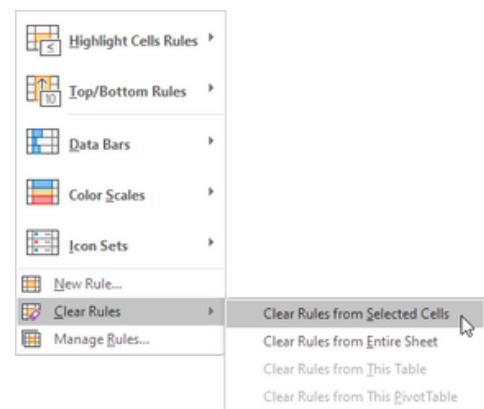 Highlight Cells Rules
Top/Bottom Rules
10
Data Bars
Color Scales
Icon Sets
New Rule...
Clear Rules
Clear Rules from Selected Cells
Manage Rules...
Clear Rules from Entire Sheet
Clear Rules from This Table
Clear Rules from This PivotTable